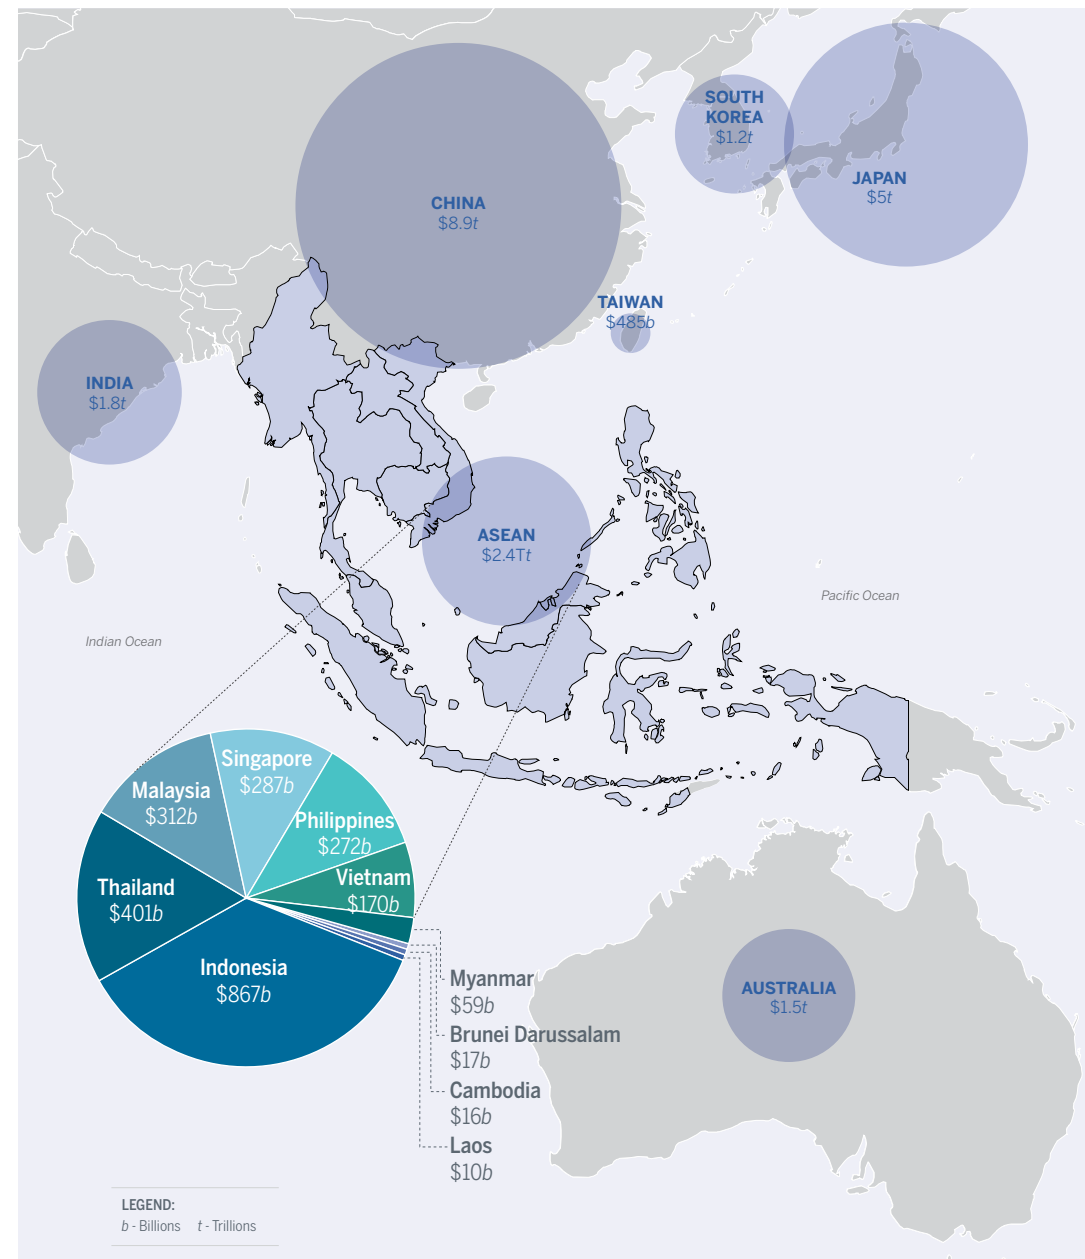 SOUTH
KOREA
$1.2t
JAPAN
$5t
CHINA
$8.9t
TAIWAN
$485b
INDIA
$1.8t
ASEAN
$2.4Tt
Pacific Ocean
Indian Ocean
Singapore
$287b
Malaysia
$312b
Philippines
$272b
Vietnam
$170b
Thailand
$401b
Indonesia
$867b
Myanmar
$59b
Brunei Darussalam
$17b
Cambodia
$16b
Laos
$10b
AUSTRALIA
$1.5t
LEGEND:
b - Billions t - Trillions